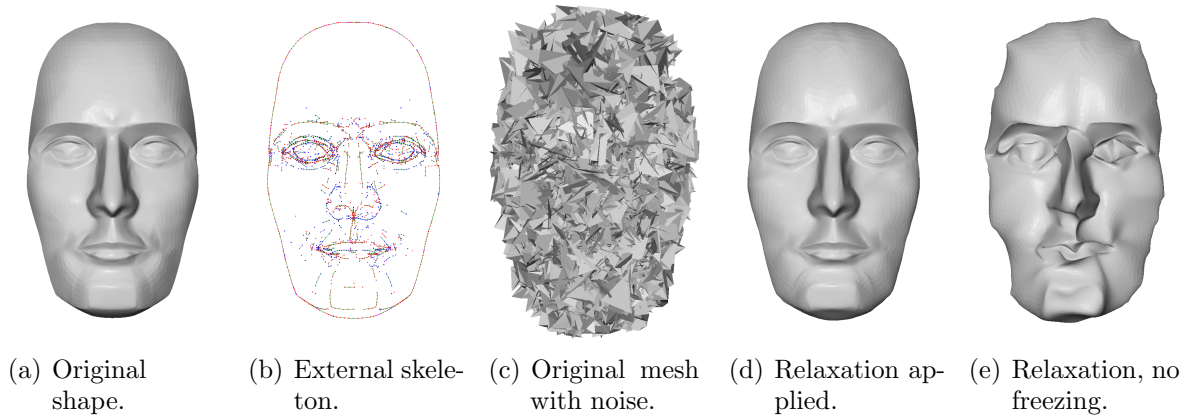 (a) Original shape.
(b) External skele-
ton.
(c) Original mesh
with noise.
(d) Relaxation ap-
plied.
(e) Relaxation, no
freezing.